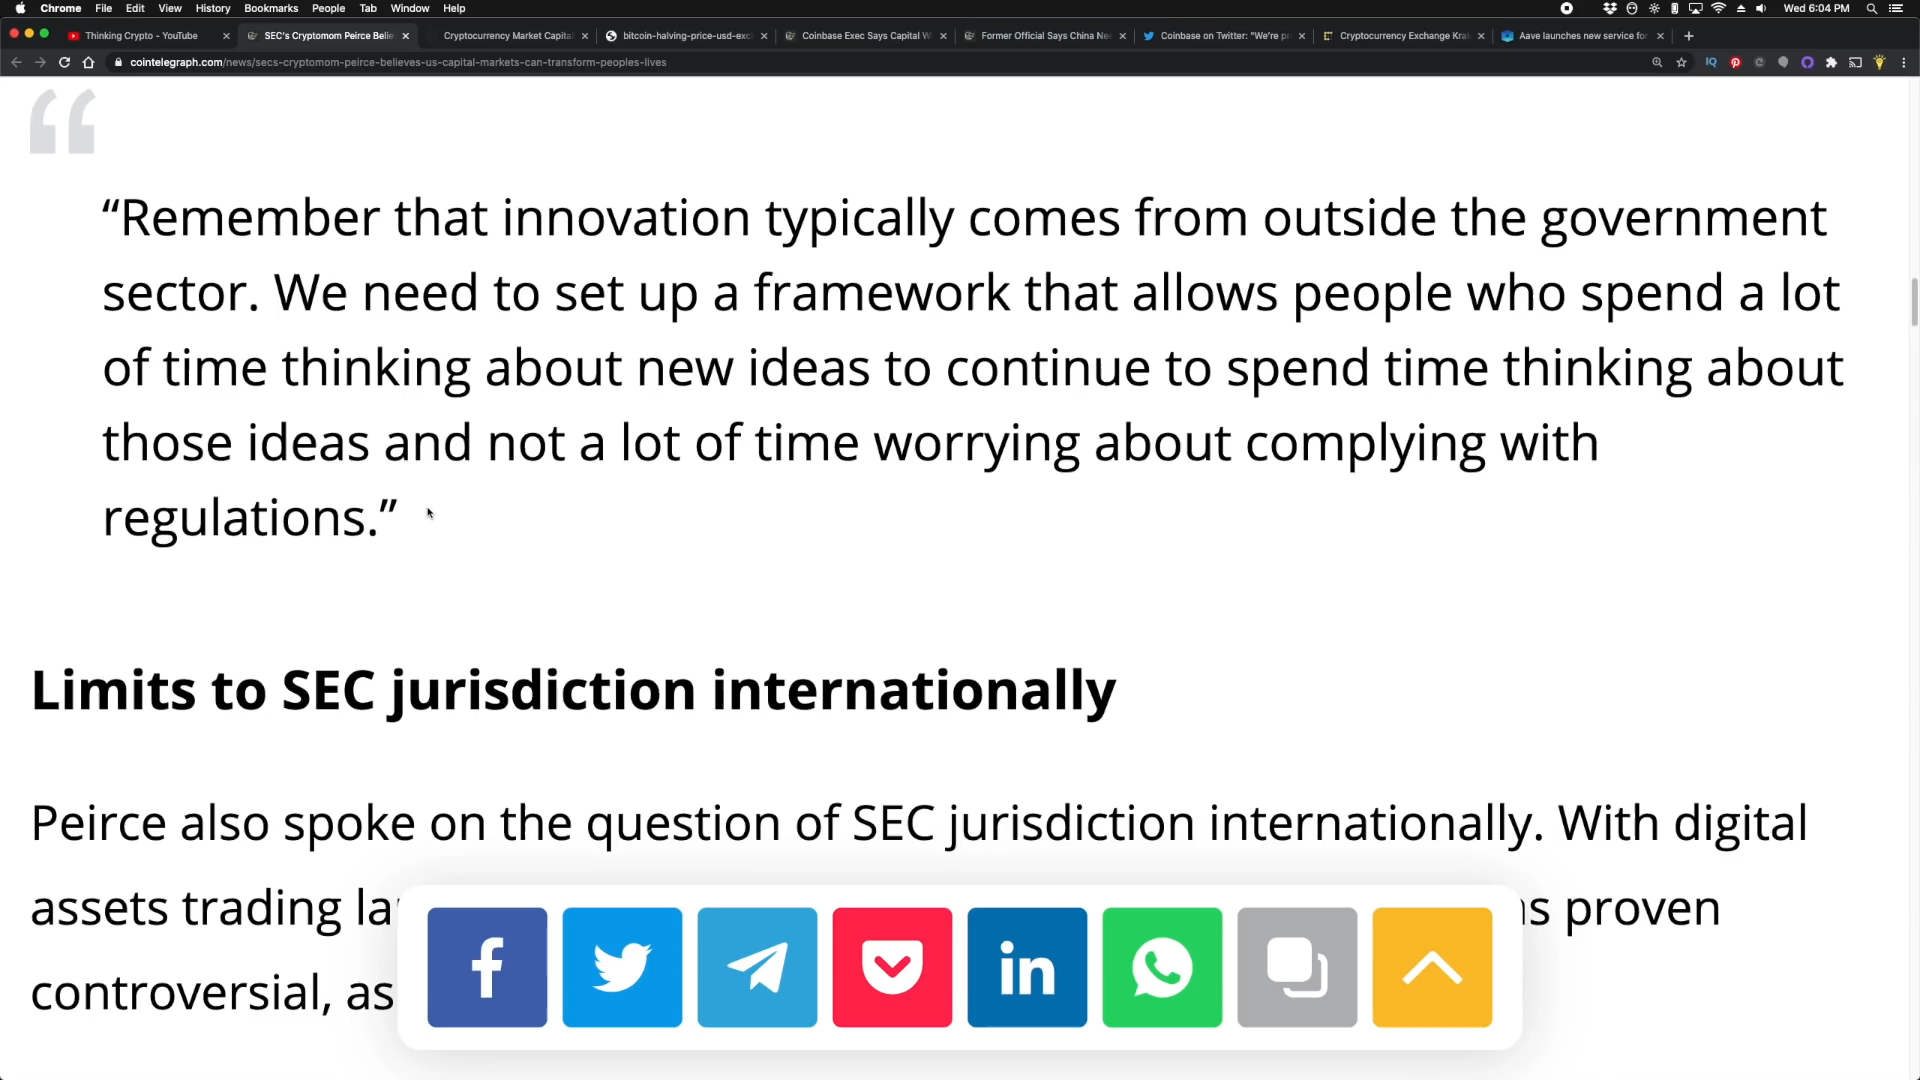 Chrome File Edit View History Bookmarks People Tab Window Help Wed 6:04 PM
Thinking Crypto - YouTube SEC's Cryptomom Peirce Belie Cryptocurrency Market Capital bitcoin-halving-price-usd-exc Coinbase Exec Says Capital W Former Official Says China Ne Coinbase on Twitter: "We're pr Cryptocurrency Exchange Krak Aave launches new service for
cointelegraph.com/news/secs-cryptomom-peirce-believes-us-capital-markets-can-transform-peoples-lives
“Remember that innovation typically comes from outside the government
sector. We need to set up a framework that allows people who spend a lot
of time thinking about new ideas to continue to spend time thinking about
those ideas and not a lot of time worrying about complying with
regulations.”
Limits to SEC jurisdiction internationally
Peirce also spoke on the question of SEC jurisdiction internationally. With digital
assets trading proven
controversial, as